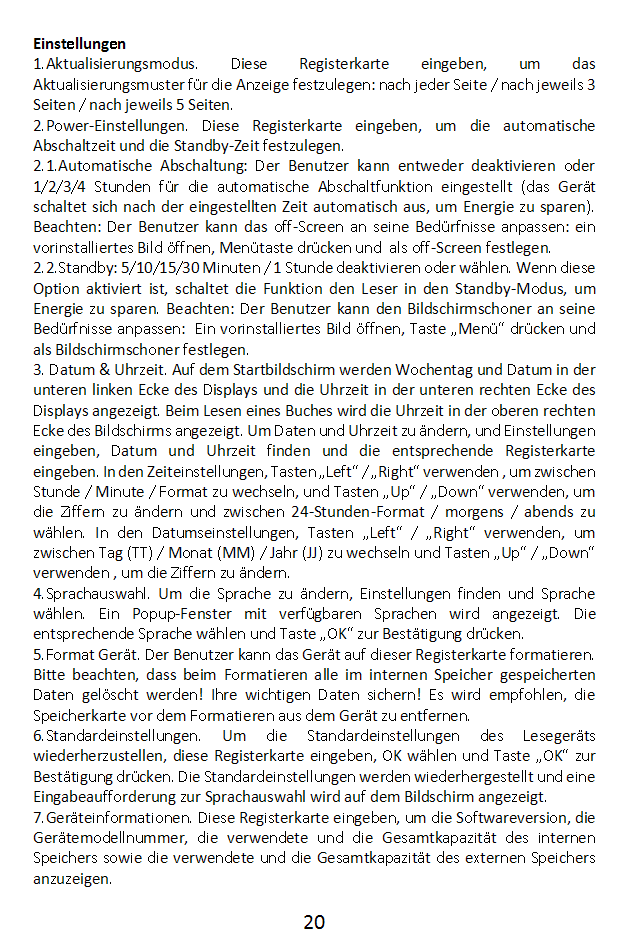 Einstellungen
1.Aktualisierungsmodus. Diese Registerkarte eingeben, um das
Aktualisierungsmuster für die Anzeige festzulegen: nach jeder Seite / nach jeweils 3
Seiten / nach jeweils 5 Seiten.
2.Power-Einstellungen. Diese Registerkarte eingeben, um die automatische
Abschaltzeit und die Standby-Zeit festzulegen.
2.1.Automatische Abschaltung: Der Benutzer kann entweder deaktivieren oder
1/2/3/4 Stunden für die automatische Abschaltfunktion eingestellt (das Gerät
schaltet sich nach der eingestellten Zeit automatisch aus, um Energie zu sparen).
Beachten: Der Benutzer kann das off-Screen an seine Bedürfnisse anpassen: ein
vorinstalliertes Bild öffnen, Menütaste drücken und als off-Screen festlegen.
2.2.Standby: 5/10/15/30 Minuten / 1 Stunde deaktivieren oder wählen. Wenn diese
Option aktiviert ist, schaltet die Funktion den Leser in den Standby-Modus, um
Energie zu sparen. Beachten: Der Benutzer kann den Bildschirmschoner an seine
Bedürfnisse anpassen: Ein vorinstalliertes Bild öffnen, Taste „Menü“ drücken und
als Bildschirmschoner festlegen.
3. Datum & Uhrzeit. Auf dem Startbildschirm werden Wochentag und Datum in der
unteren linken Ecke des Displays und die Uhrzeit in der unteren rechten Ecke des
Displays angezeigt. Beim Lesen eines Buches wird die Uhrzeit in der oberen rechten
Ecke des Bildschirms angezeigt. Um Daten und Uhrzeit zu ändern, und Einstellungen
eingeben, Datum und Uhrzeit finden und die entsprechende Registerkarte
eingeben. In den Zeiteinstellungen, Tasten „Left“ / „Right“ verwenden , um zwischen
Stunde / Minute / Format zu wechseln, und Tasten „Up“ / „Down“ verwenden, um
die Ziffern zu ändern und zwischen 24-Stunden-Format / morgens / abends zu
wählen. In den Datumseinstellungen, Tasten „Left“ / „Right“ verwenden, um
zwischen Tag (TT) / Monat (MM) / Jahr (JJ) zu wechseln und Tasten „Up“ / „Down“
verwenden , um die Ziffern zu ändern.
4.Sprachauswahl. Um die Sprache zu ändern, Einstellungen finden und Sprache
wählen. Ein Popup-Fenster mit verfügbaren Sprachen wird angezeigt. Die
entsprechende Sprache wählen und Taste „OK“ zur Bestätigung drücken.
5.Format Gerät. Der Benutzer kann das Gerät auf dieser Registerkarte formatieren.
Bitte beachten, dass beim Formatieren alle im internen Speicher gespeicherten
Daten gelöscht werden! Ihre wichtigen Daten sichern! Es wird empfohlen, die
Speicherkarte vor dem Formatieren aus dem Gerät zu entfernen.
6.Standardeinstellungen. Um die Standardeinstellungen des Lesegeräts
wiederherzustellen, diese Registerkarte eingeben, OK wählen und Taste „OK“ zur
Bestätigung drücken. Die Standardeinstellungen werden wiederhergestellt und eine
Eingabeaufforderung zur Sprachauswahl wird auf dem Bildschirm angezeigt.
7.Geräteinformationen. Diese Registerkarte eingeben, um die Softwareversion, die
Gerätemodellnummer, die verwendete und die Gesamtkapazität des internen
Speichers sowie die verwendete und die Gesamtkapazität des externen Speichers
anzuzeigen.
20